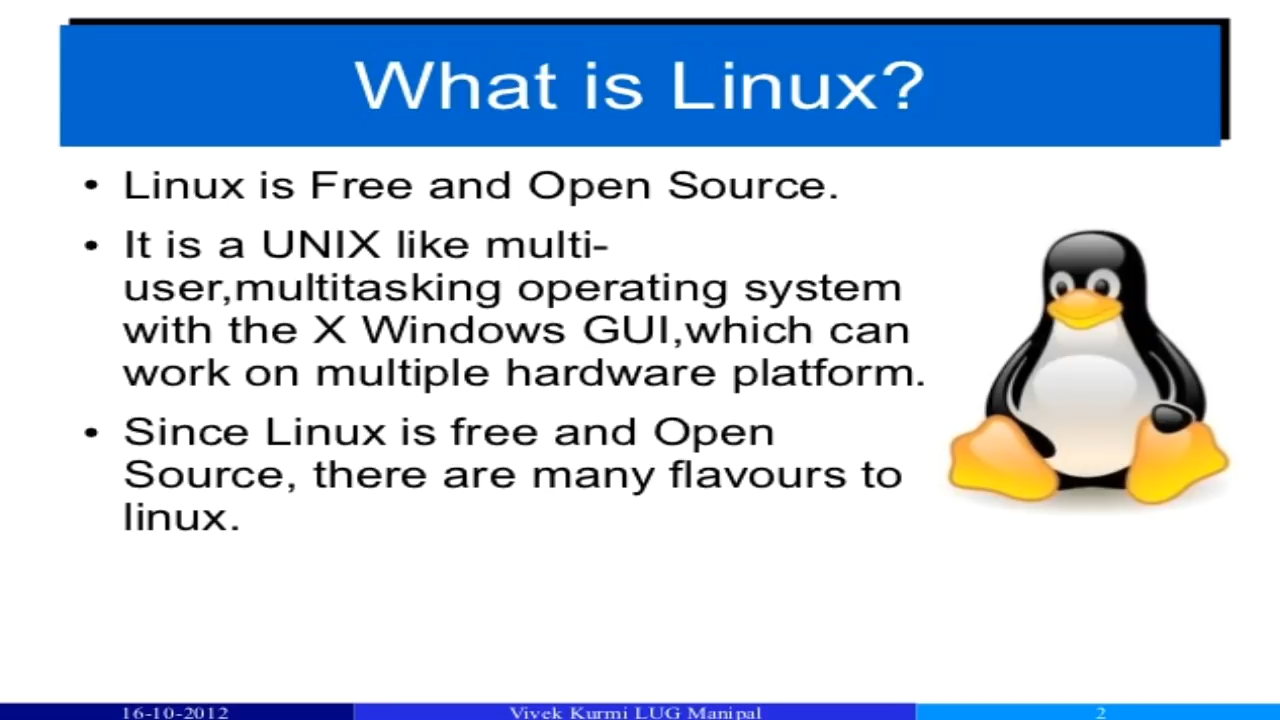 What is Linux?
• Linux is Free and Open Source.
• It is a UNIX like multi-
user,multitasking operating system
with the X Windows GUI,which can
work on multiple hardware platform.
• Since Linux is free and Open
Source, there are many flavours to
linux.
16-10-2012 Vivek Kurmi LUG Manipal 2